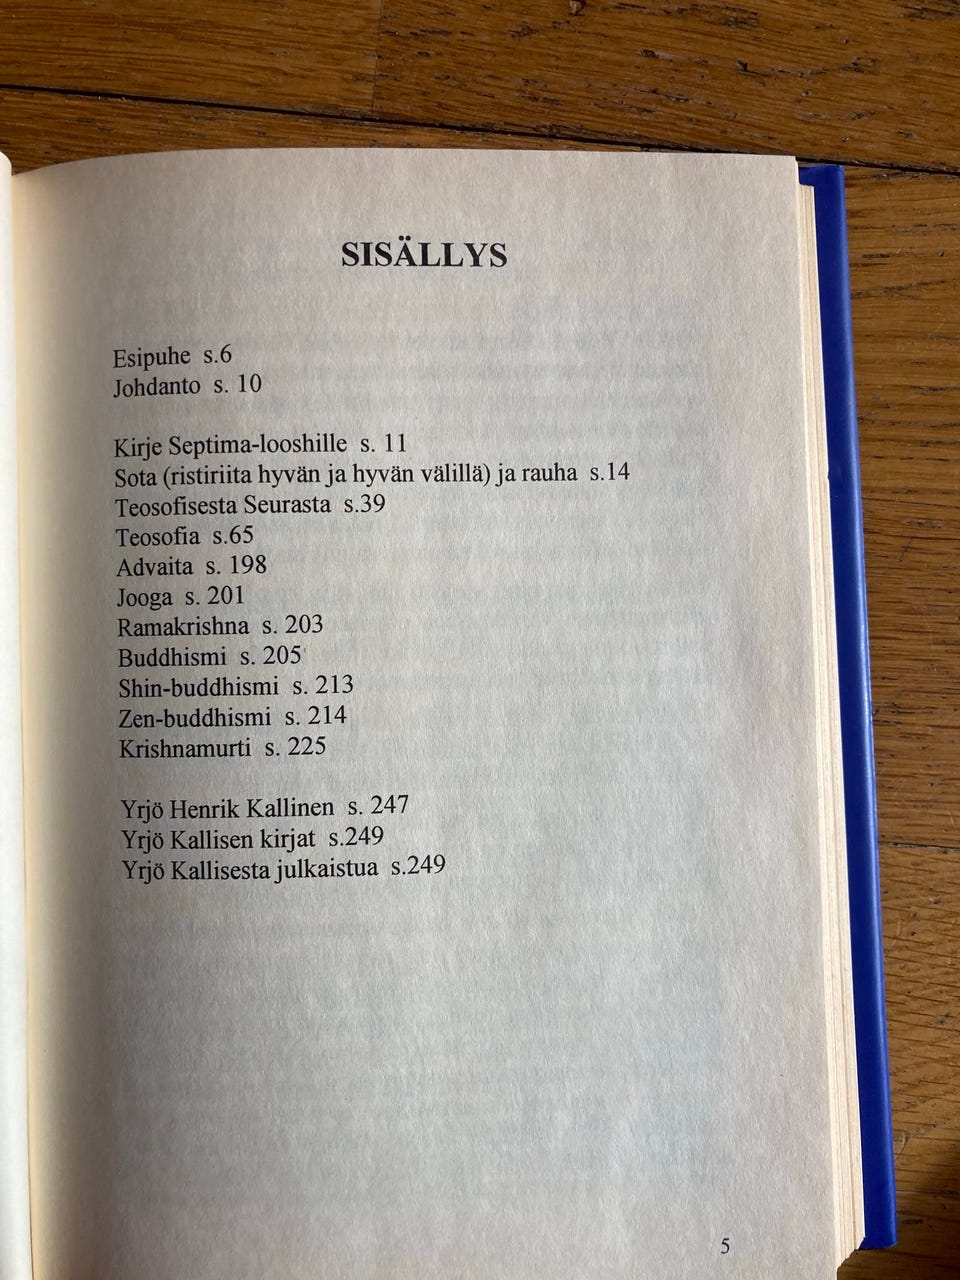 SISÄLLYS
Esipuhe s.6
Johdanto s. 10
Kirje Septima-looshille s. 11
Sota (ristiriita hyvän ja hyvän välillä) ja rauha s.14
Teosofisesta Seurasta s.39
Teosofia s.65
Advaita s. 198
Jooga s. 201
Ramakrishna s. 203
Buddhismi s. 205
Shin-buddhismi s. 213
Zen-buddhismi s. 214
Krishnamurti s. 225
Yrjö Henrik Kallinen s. 247
Yrjö Kallisen kirjat s.249
Yrjö Kallisesta julkaistua s.249
5